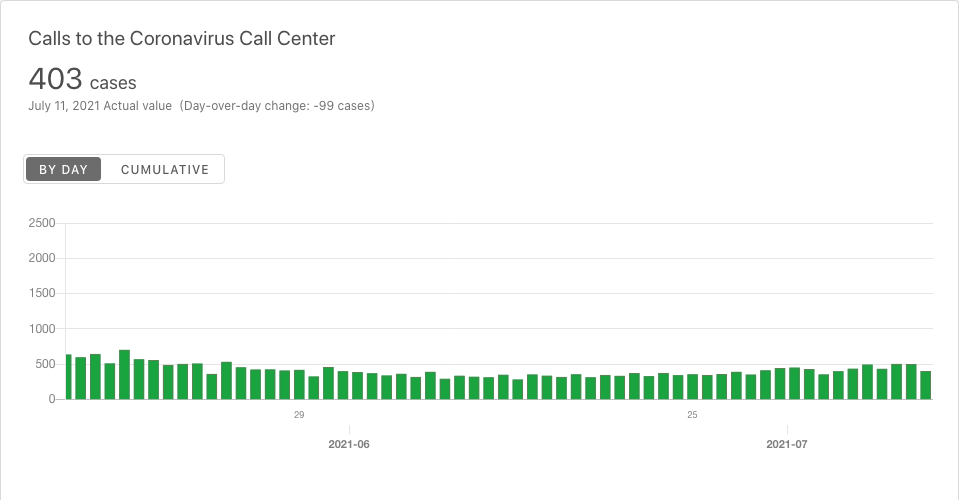 Calls to the Coronavirus Call Center
403 cases
July 11, 2021 Actual value (Day-over-day change: -99 cases)
BY DAY CUMULATIVE
2500
2000
1500
1000
500
0
29 25
2021-06 2021-07